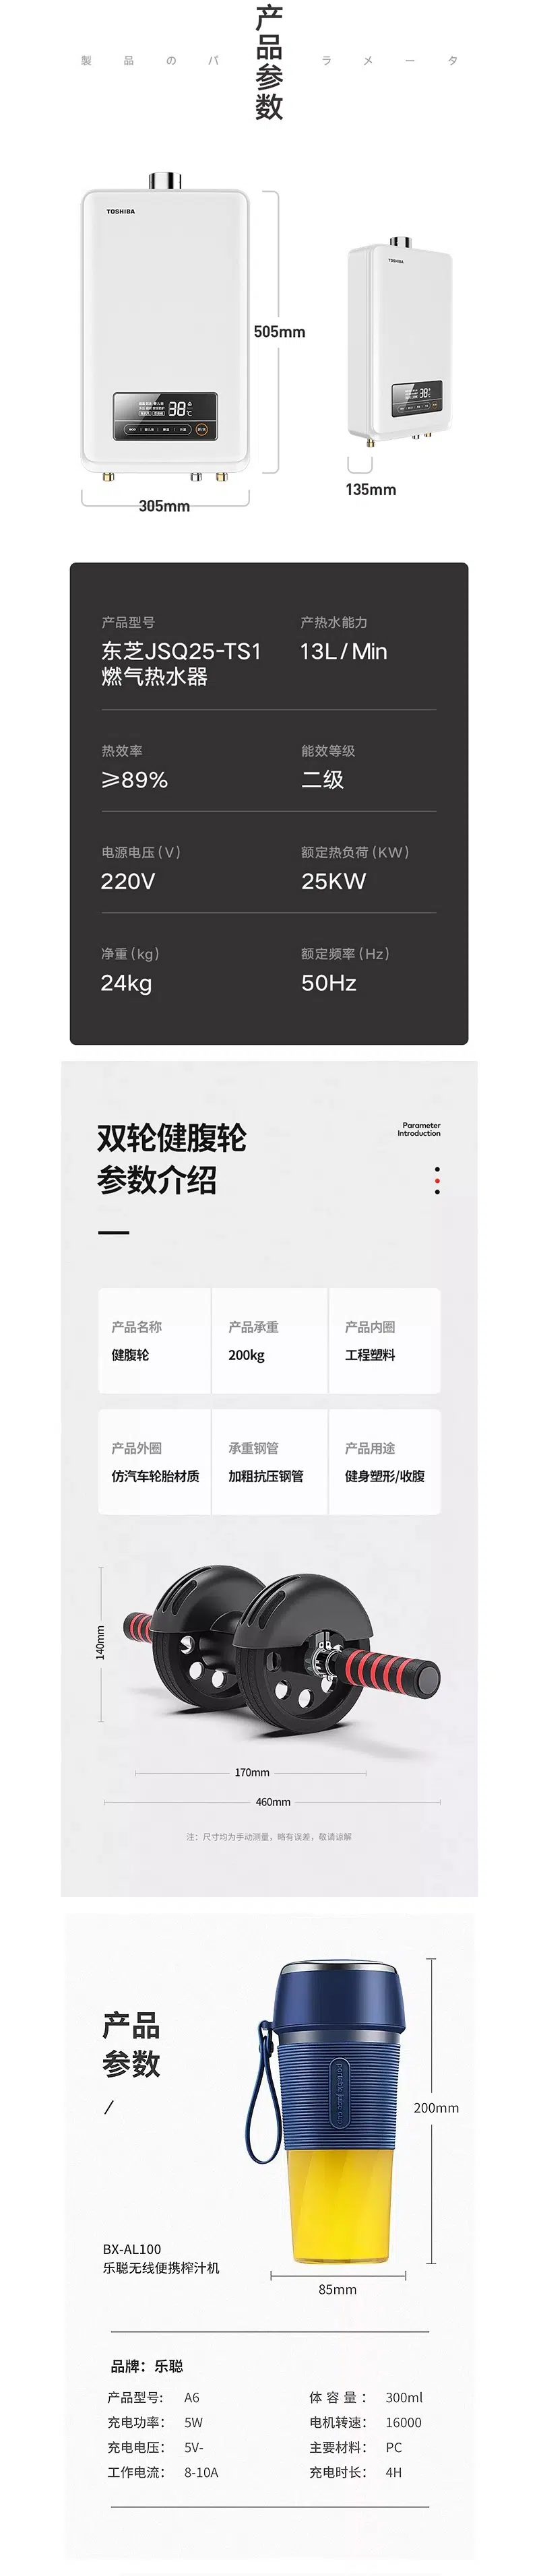 产品参数
製品のパラメータ
TOSHIBA
38℃
505mm
305mm
TOSHIBA
38
135mm
产品型号
东芝JSQ25-TS1
燃气热水器
产热水能力
13L/Min
热效率
≥89%
能效等级
二级
电源电压(V)
220V
额定热负荷(KW)
25KW
净重(kg)
24kg
额定频率(Hz)
50Hz
双轮健腹轮
参数介绍
Parameter
Introduction
产品名称
健腹轮
产品承重
200kg
产品内圈
工程塑料
产品外圈
仿汽车轮胎材质
承重钢管
加粗抗压钢管
产品用途
健身塑形/收腹
140mm
170mm
460mm
注：尺寸均为手动测量，略有误差，敬请谅解
产品
参数
/
portable juice cup
200mm
85mm
BX-AL100
乐聪无线便携榨汁机
品牌：乐聪
产品型号: A6
体容量： 300ml
充电功率： 5W
电机转速： 16000
充电电压： 5V-
主要材料： PC
工作电流： 8-10A
充电时长： 4H